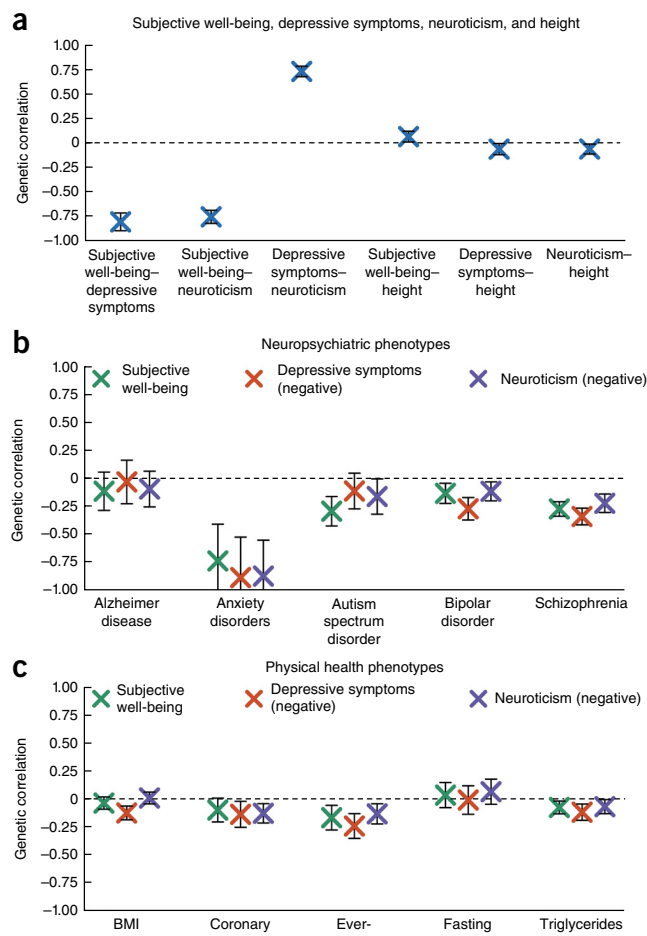 a
Subjective well-being, depressive symptoms, neuroticism, and height
Genetic correlation
1.00
0.75
0.50
0.25
0
–0.25
–0.50
–0.75
–1.00
Subjective
well-being–
depressive
symptoms
Subjective
well-being–
neuroticism
Depressive
symptoms–
neuroticism
Subjective
well-being–
height
Depressive
symptoms–
height
Neuroticism–
height
b
Neuropsychiatric phenotypes
Genetic correlation
1.00
0.75
0.50
0.25
0
–0.25
–0.50
–0.75
–1.00
Subjective
well-being
Depressive symptoms
(negative)
Neuroticism (negative)
Alzheimer
disease
Anxiety
disorders
Autism
spectrum
disorder
Bipolar
disorder
Schizophrenia
c
Physical health phenotypes
Genetic correlation
1.00
0.75
0.50
0.25
0
–0.25
–0.50
–0.75
–1.00
Subjective
well-being
Depressive symptoms
(negative)
Neuroticism (negative)
BMI
Coronary
Ever-
Fasting
Triglycerides